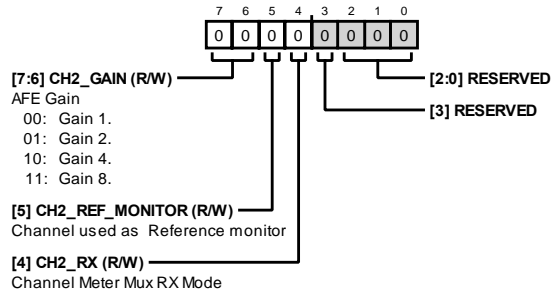 7 6 5 4 3 2 1 0
0 0 0 0 0 0 0 0
[7:6] CH2_GAIN (R/W)
AFE Gain
00: Gain 1.
01: Gain 2.
10: Gain 4.
11: Gain 8.
[5] CH2_REF_MONITOR (R/W)
Channel used as Reference monitor
[4] CH2_RX (R/W)
Channel Meter Mux RX Mode
[2:0] RESERVED
[3] RESERVED